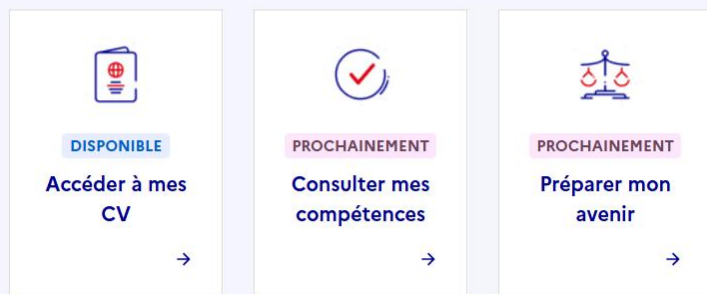 DISPONIBLE
Accéder à mes
CV
PROCHAINEMENT
Consulter mes
compétences
PROCHAINEMENT
Préparer mon
avenir